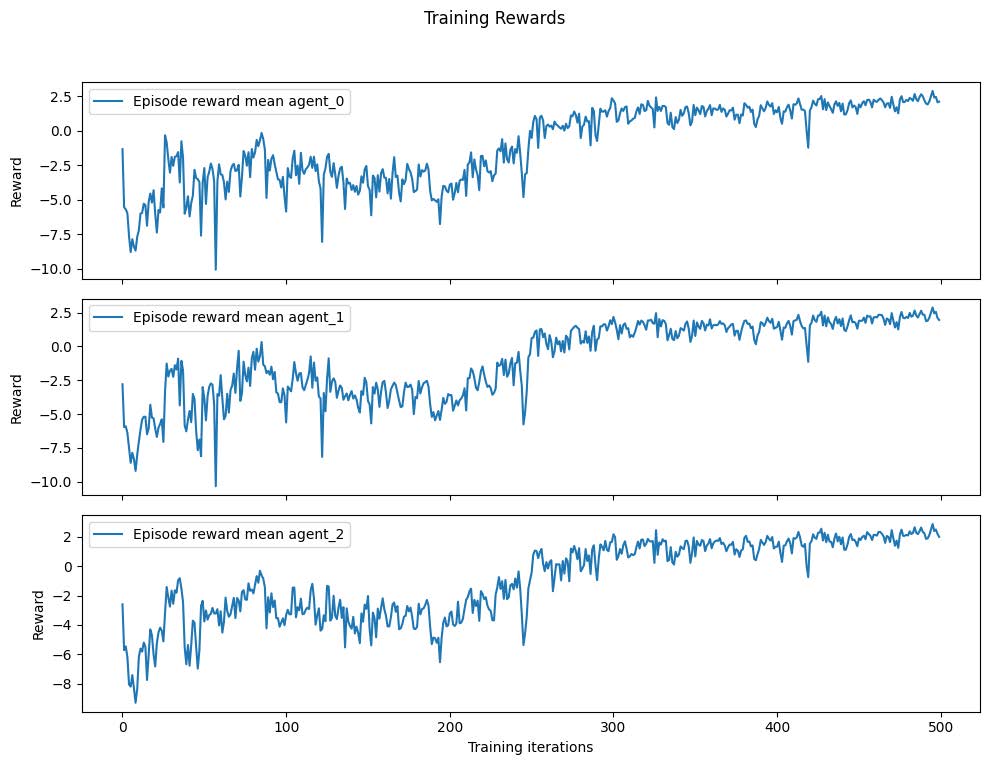 Training Rewards
Episode reward mean agent_0
Reward
2.5
0.0
−2.5
−5.0
−7.5
−10.0
Episode reward mean agent_1
Reward
2.5
0.0
−2.5
−5.0
−7.5
−10.0
Episode reward mean agent_2
Reward
2
0
−2
−4
−6
−8
0 100 200 300 400 500
Training iterations